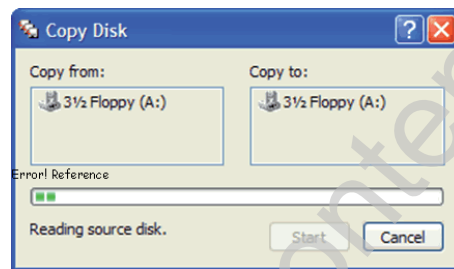 Copy Disk
Copy from: Copy to:
3½ Floppy (A:) 3½ Floppy (A:)
Error! Reference
Reading source disk. Start Cancel